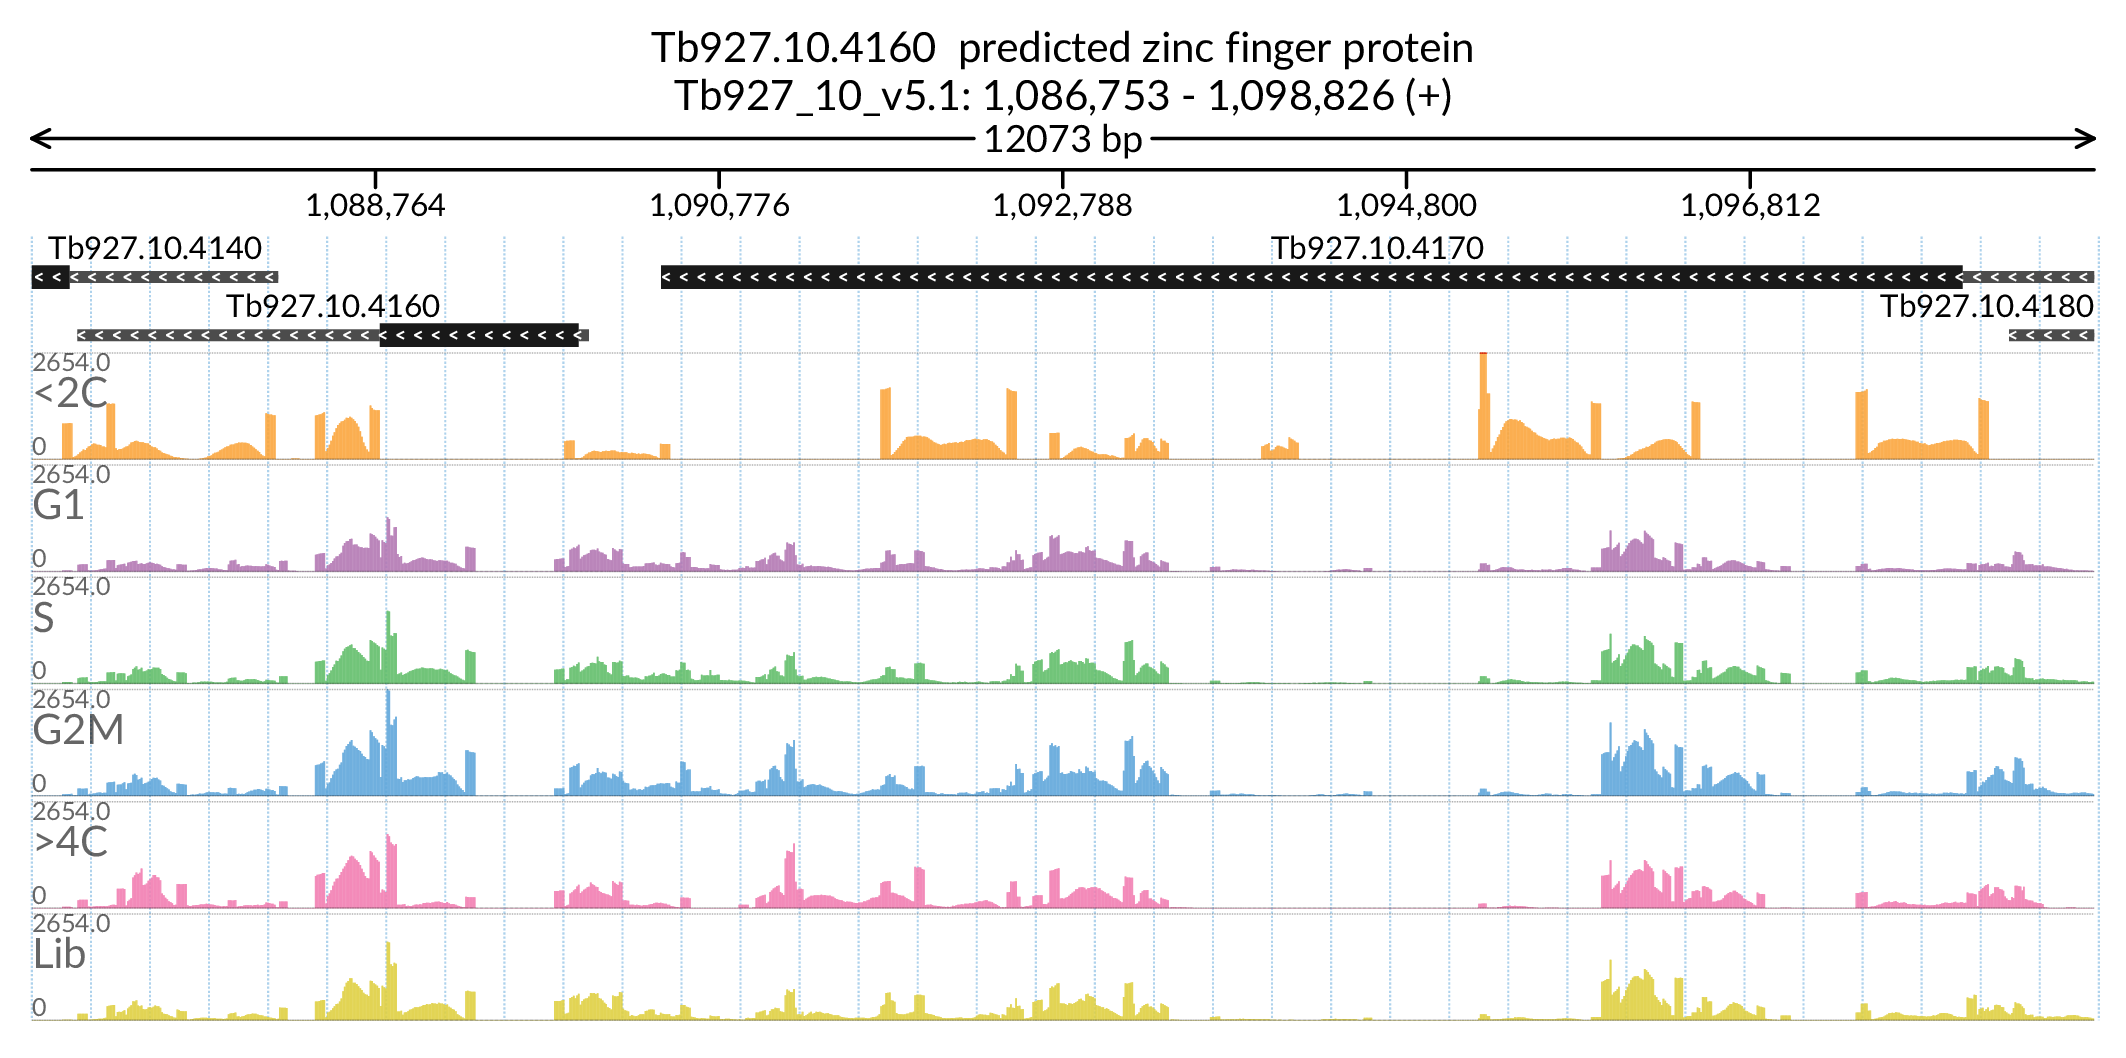 Tb927.10.4160  predicted zinc finger protein
Tb927_10_v5.1: 1,086,753 - 1,098,826 (+)
12073 bp
1,088,764 1,090,776 1,092,788 1,094,800 1,096,812
Tb927.10.4140 Tb927.10.4170
Tb927.10.4160 Tb927.10.4180
2654.0
<2C
0
2654.0
G1
0
2654.0
S
0
2654.0
G2M
0
2654.0
>4C
0
2654.0
Lib
0